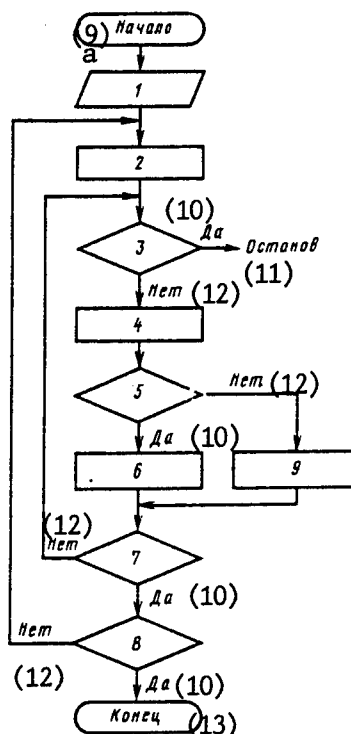 (9) Начало
a
1
2
(10)
3 Да Останов
(11)
Нет (12)
4
5 Нет (12)
Да (10)
6 9
(12)
Нет 7
Да (10)
Нет 8
(12) Да (10)
Конец (13)